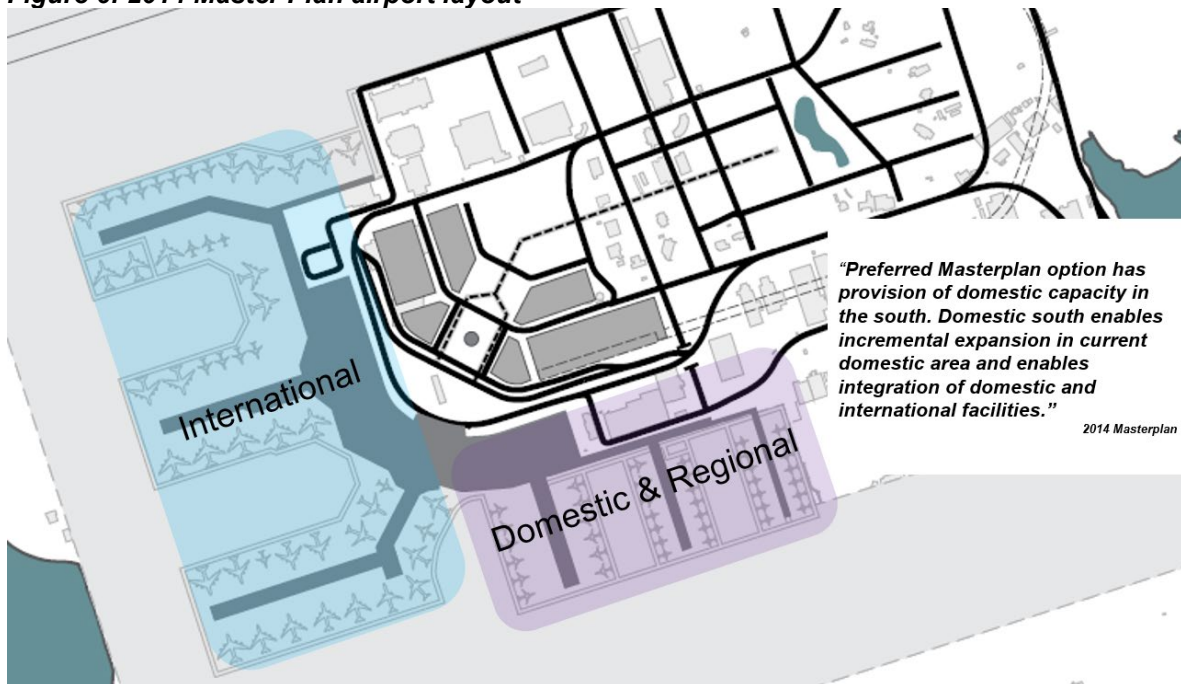 Figure 6: 2014 Master Plan airport layout
“Preferred Masterplan option has
provision of domestic capacity in
the south. Domestic south enables
incremental expansion in current
domestic area and enables
integration of domestic and
international facilities.”
2014 Masterplan
International
Domestic & Regional